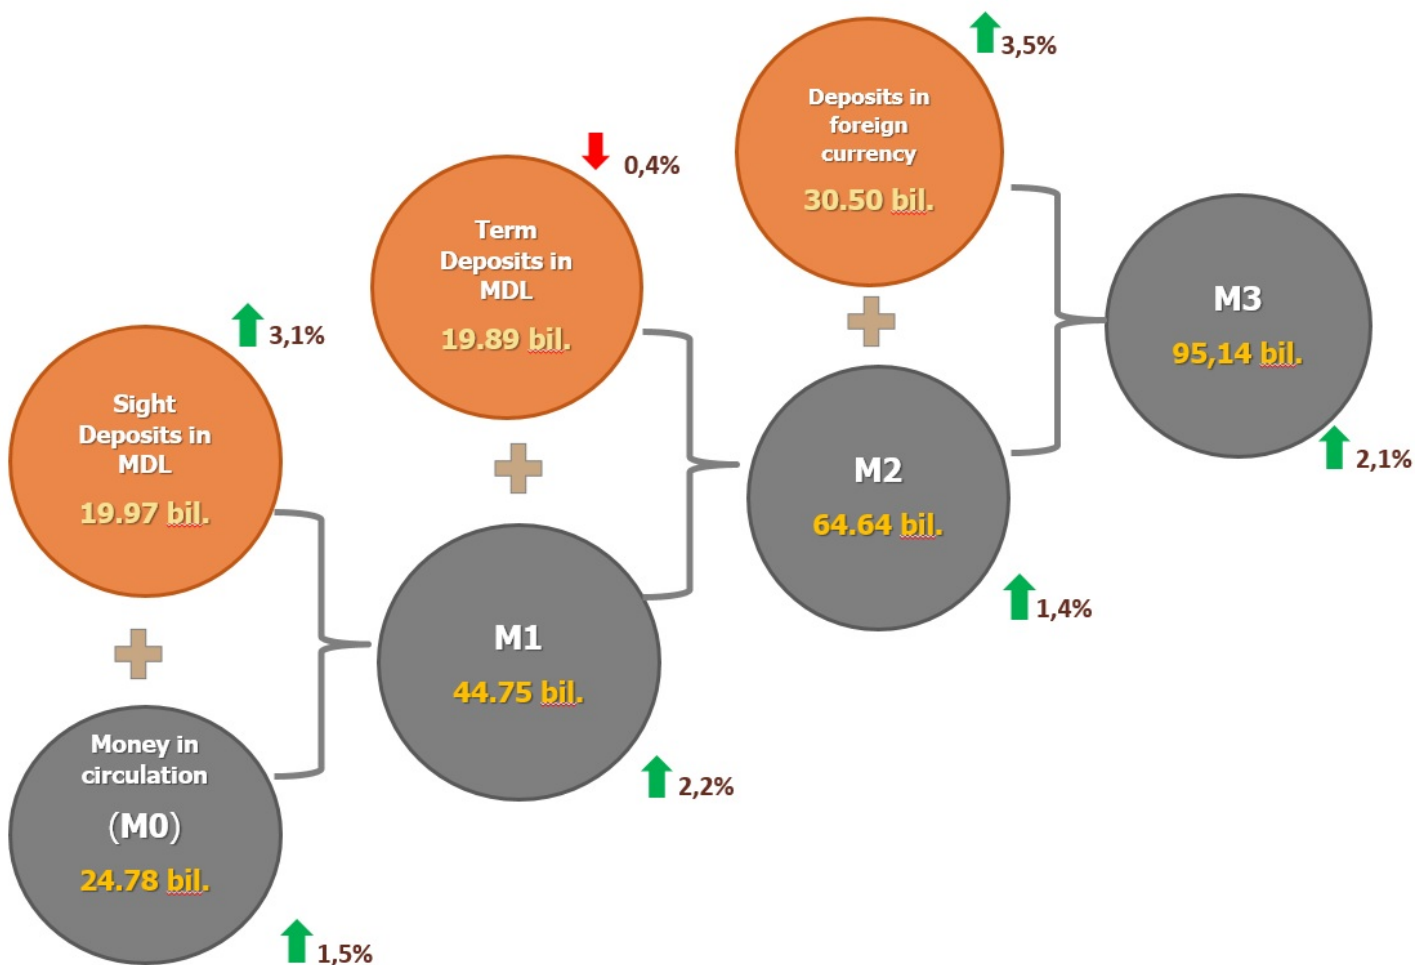 Sight
Deposits in
MDL
19.97 bil.
3,1%
Money in
circulation
(M0)
24.78 bil.
1,5%
Term
Deposits in
MDL
19.89 bil.
0,4%
M1
44.75 bil.
2,2%
Deposits in
foreign
currency
30.50 bil.
3,5%
M2
64.64 bil.
1,4%
M3
95,14 bil.
2,1%